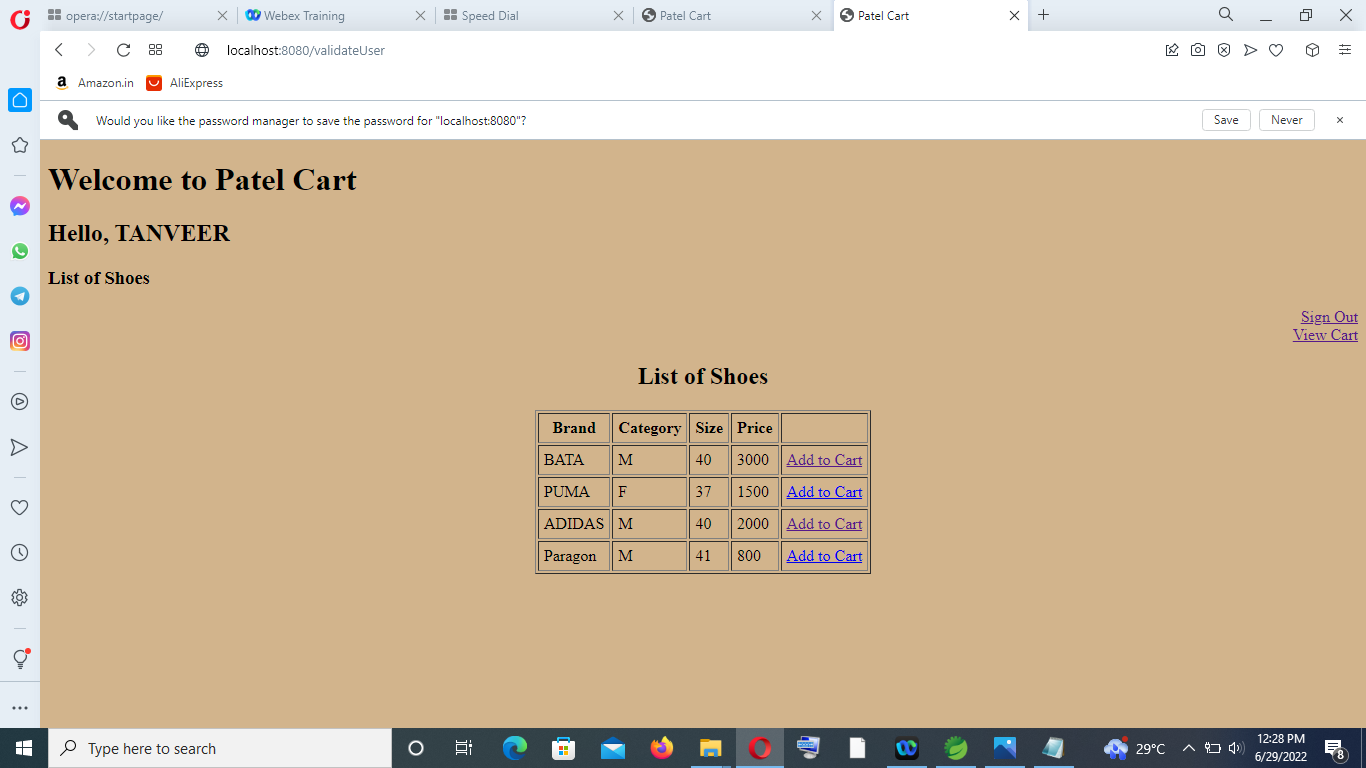 opera://startpage/ Webex Training Speed Dial Patel Cart Patel Cart
localhost:8080/validateUser
a Amazon.in AliExpress
Would you like the password manager to save the password for "localhost:8080"? Save Never
Welcome to Patel Cart
Hello, TANVEER
List of Shoes
Sign Out
View Cart
List of Shoes
Brand Category Size Price
BATA M 40 3000 Add to Cart
PUMA F 37 1500 Add to Cart
ADIDAS M 40 2000 Add to Cart
Paragon M 41 800 Add to Cart
Type here to search 29°C 12:28 PM
6/29/2022 8